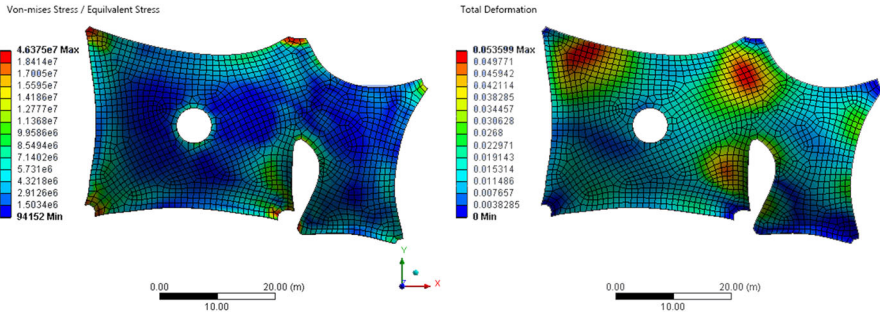 Von-mises Stress / Equilvalent Stress
4.6375e7 Max
1.8414e7
1.7005e7
1.5595e7
1.4186e7
1.2777e7
1.1368e7
9.9586e6
8.5494e6
7.1402e6
5.731e6
4.3218e6
2.9126e6
1.5034e6
94152 Min
0.00
20.00 (m)
10.00
Y
X
Total Deformation
0.053599 Max
0.049771
0.045942
0.042114
0.038285
0.034457
0.030628
0.0268
0.022971
0.019143
0.015314
0.011486
0.007657
0.0038285
0 Min
0.00
20.00 (m)
10.00